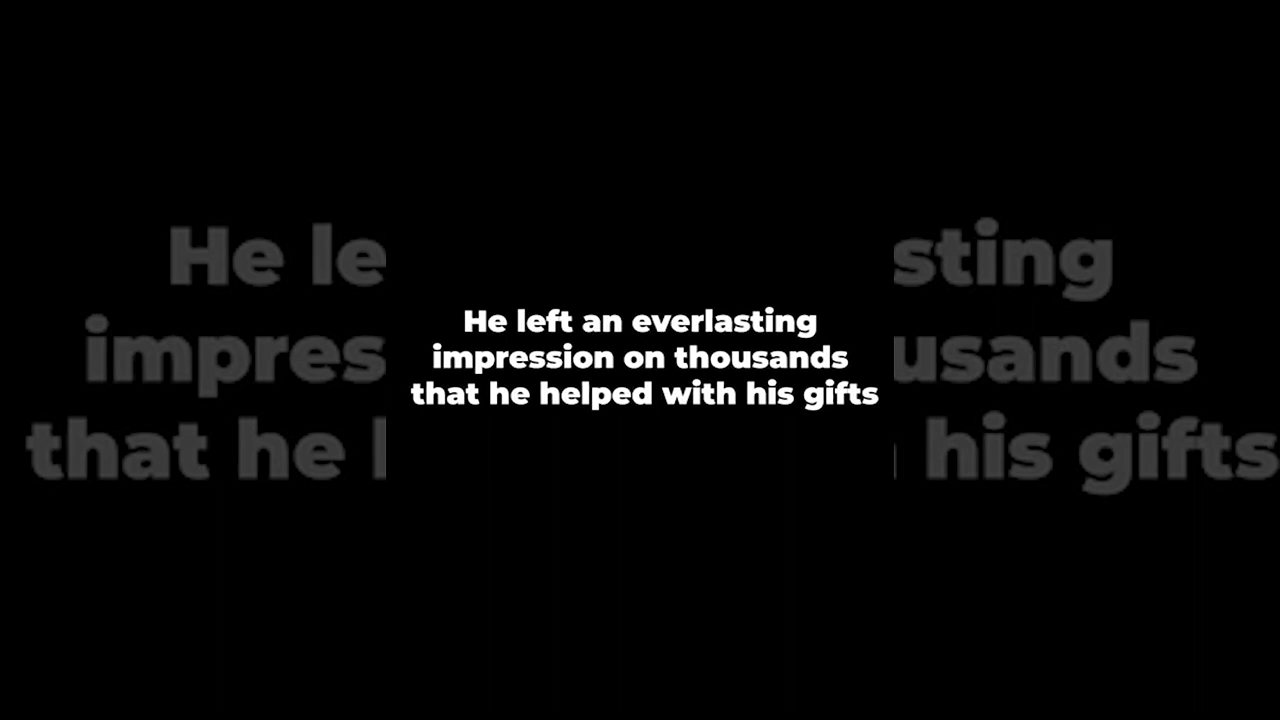 He left an everlasting
impression on thousands
that he helped with his gifts